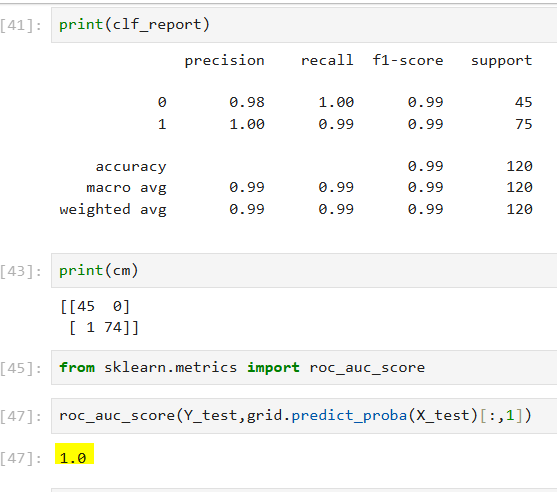 [41]: print(clf_report)
precision recall f1-score support
0 0.98 1.00 0.99 45
1 1.00 0.99 0.99 75
accuracy 0.99 120
macro avg 0.99 0.99 0.99 120
weighted avg 0.99 0.99 0.99 120
[43]: print(cm)
[[45 0]
[ 1 74]]
[45]: from sklearn.metrics import roc_auc_score
[47]: roc_auc_score(Y_test,grid.predict_proba(X_test)[:,1])
[47]: 1.0